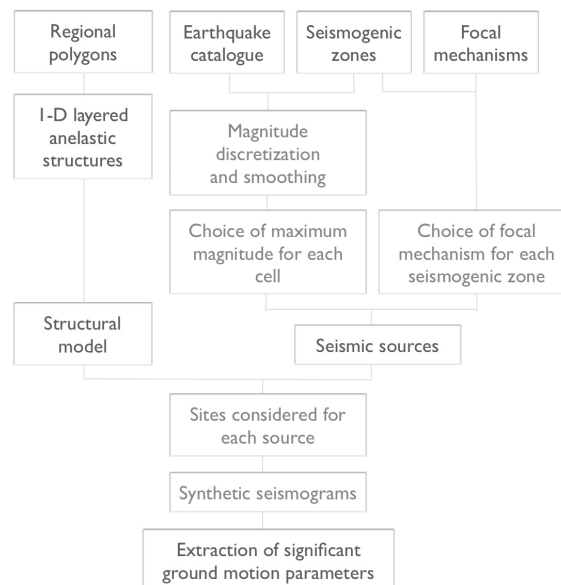 Regional
polygons
Earthquake
catalogue
Seismogenic
zones
Focal
mechanisms
1-D layered
anelastic
structures
Magnitude
discretization
and smoothing
Choice of maximum
magnitude for each
cell
Choice of focal
mechanism for each
seismogenic zone
Structural
model
Seismic sources
Sites considered for
each source
Synthetic seismograms
Extraction of significant
ground motion parameters